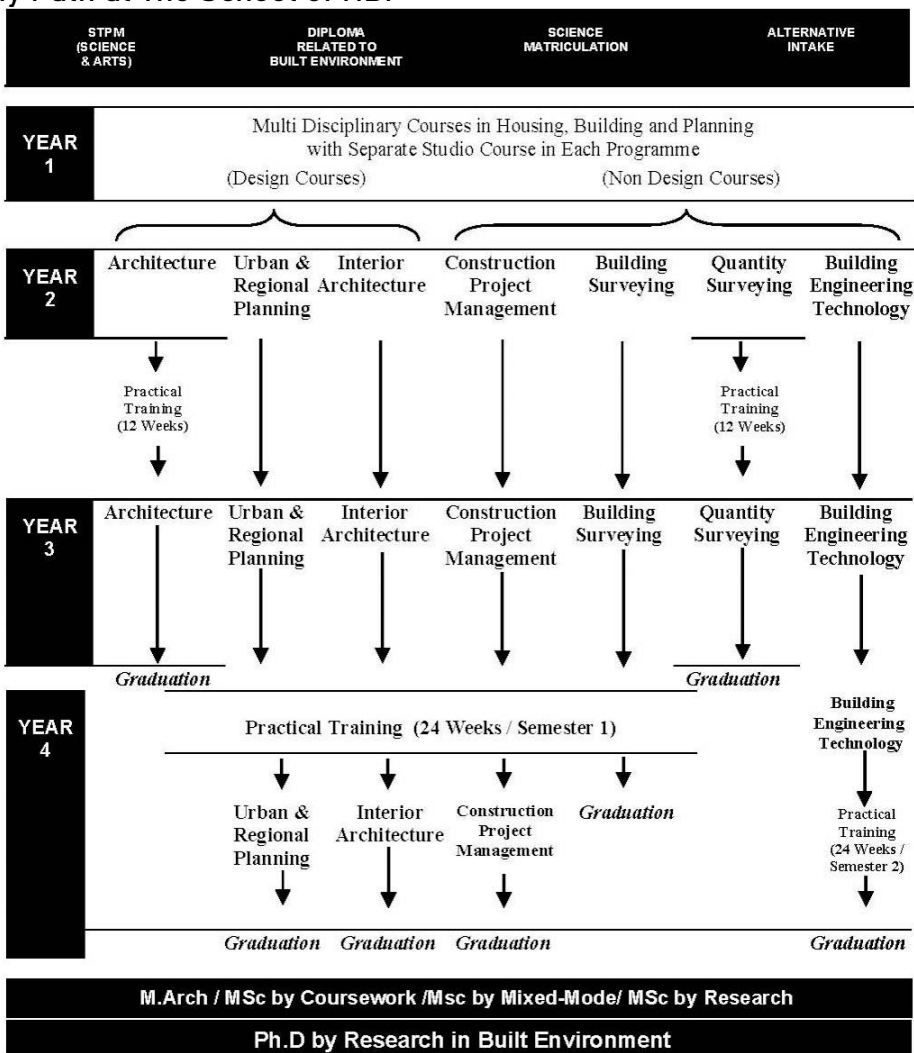 STPM
(SCIENCE
& ARTS)
DIPLOMA
RELATED TO
BUILT ENVIRONMENT
SCIENCE
MATRICULATION
ALTERNATIVE
INTAKE
YEAR
1
Multi Disciplinary Courses in Housing, Building and Planning
with Separate Studio Course in Each Programme
(Design Courses)
(Non Design Courses)
YEAR
2
Architecture
Urban &
Regional
Planning
Interior
Architecture
Construction
Project
Management
Building
Surveying
Quantity
Surveying
Building
Engineering
Technology
Practical
Training
(12 Weeks)
Practical
Training
(12 Weeks)
YEAR
3
Architecture
Urban &
Regional
Planning
Interior
Architecture
Construction
Project
Management
Building
Surveying
Quantity
Surveying
Building
Engineering
Technology
Graduation
Graduation
YEAR
4
Practical Training (24 Weeks / Semester 1)
Building
Engineering
Technology
Urban &
Regional
Planning
Interior
Architecture
Construction
Project
Management
Graduation
Practical
Training
(24 Weeks /
Semester 2)
Graduation
Graduation
Graduation
Graduation
M.Arch / MSc by Coursework /Msc by Mixed-Mode/ MSc by Research
Ph.D by Research in Built Environment